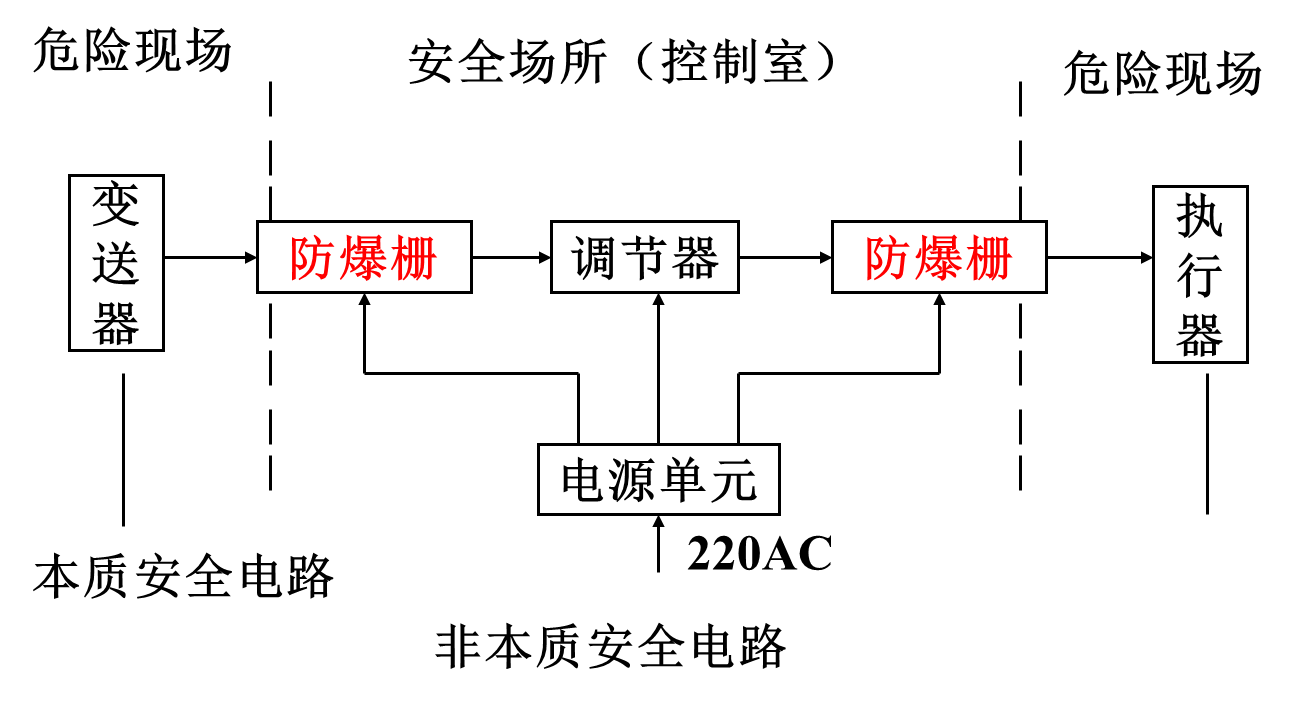 危险现场
安全场所（控制室）
危险现场
变送器
防爆栅
调节器
防爆栅
执行器
电源单元
220AC
本质安全电路
非本质安全电路